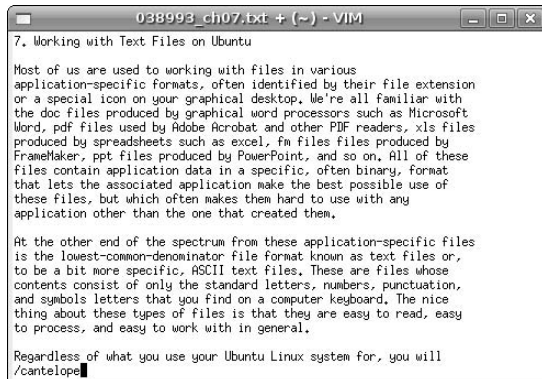 038993_ch07.txt + (~) - VIM
7. Working with Text Files on Ubuntu
Most of us are used to working with files in various
application-specific formats, often identified by their file extension
or a special icon on your graphical desktop. We're all familiar with
the doc files produced by graphical word processors such as Microsoft
Word, pdf files used by Adobe Acrobat and other PDF readers, xls files
produced by spreadsheets such as excel, fm files files produced by
FrameMaker, ppt files produced by PowerPoint, and so on. All of these
files contain application data in a specific, often binary, format
that lets the associated application make the best possible use of
these files, but which often makes them hard to use with any
application other than the one that created them.
At the other end of the spectrum from these application-specific files
is the lowest-common-denominator file format known as text files or,
to be a bit more specific, ASCII text files. These are files whose
contents consist of only the standard letters, numbers, punctuation,
and symbols letters that you find on a computer keyboard. The nice
thing about these types of files is that they are easy to read, easy
to process, and easy to work with in general.
Regardless of what you use your Ubuntu Linux system for, you will
/cantelope